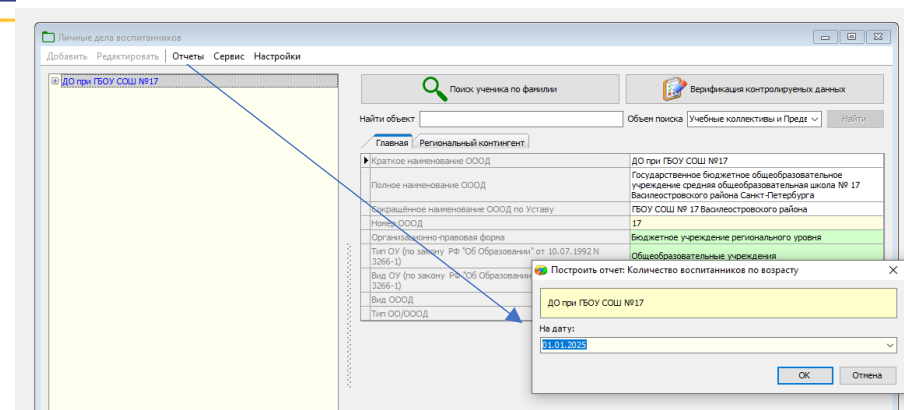 Личные дела воспитанников
Добавить Редактировать Отчеты Сервис Настройки
ДО при ГБОУ СОШ №17
Поиск ученика по фамилии
Верификация контролируемых данных
Найти объект
Объем поиска
Учебные коллективы и Предс
Найти
Главная
Региональный контингент
Краткое наименование ОООД
ДО при ГБОУ СОШ №17
Полное наименование ОООД
Государственное бюджетное общеобразовательное
учреждение средняя общеобразовательная школа № 17
Василеостровского района Санкт-Петербурга
Сокращённое наименование ОООД по Уставу
ГБОУ СОШ № 17 Василеостровского района
Номер ОООД
17
Организационно-правовая форма
Бюджетное учреждение регионального уровня
Тип ОУ (по закону РФ "Об Образовании" от 10.07.1992 N
3266-1)
Общеобразовательные учреждения
Вид ОУ (по закону РФ "Об Образовании
3266-1)
Вид ОООД
Тип ОО/ОООД
Построить отчет: Количество воспитанников по возрасту
ДО при ГБОУ СОШ №17
На дату:
01.01.2025
ОК
Отмена